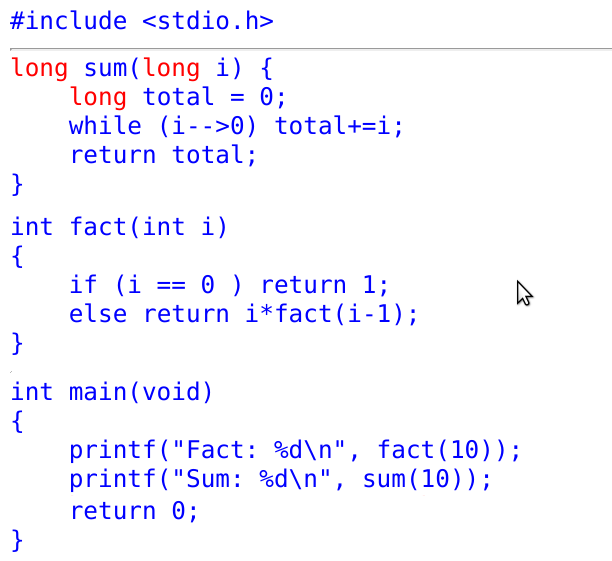 #include <stdio.h>
long sum(long i) {
    long total = 0;
    while (i-->0) total+=i;
    return total;
}
int fact(int i)
{
    if (i == 0 ) return 1;
    else return i*fact(i-1);
}
int main(void)
{
    printf("Fact: %d\n", fact(10));
    printf("Sum: %d\n", sum(10));
    return 0;
}